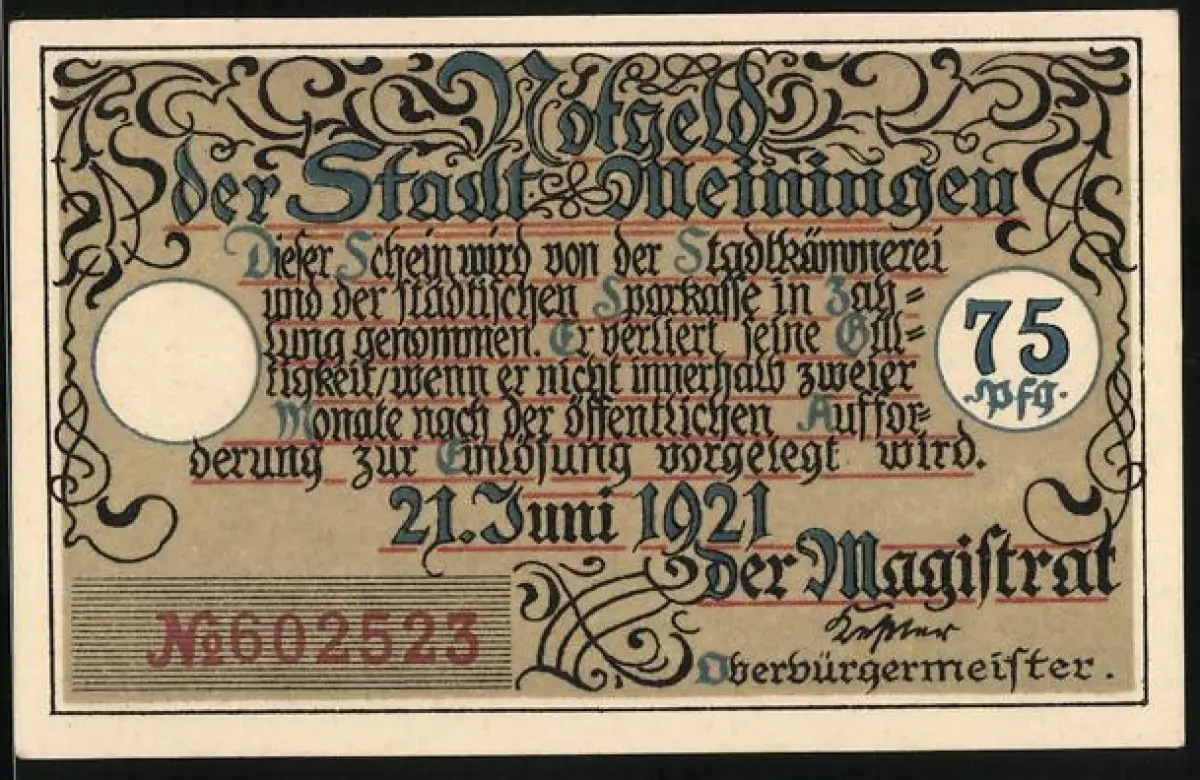 Notgeld
der Stadt Meiningen
Dieser Schein wird von der Stadtkämmerei
und der städtischen Sparkasse in Zah=
lung genommen. Er verliert seine Gül=
tigkeit, wenn er nicht innerhalb zweier
Monate nach der öffentlichen Auffor=
derung zur Einlösung vorgelegt wird.
75
Pfg.
21. Juni 1921
der Magistrat
Keßler
Oberbürgermeister.
№602523